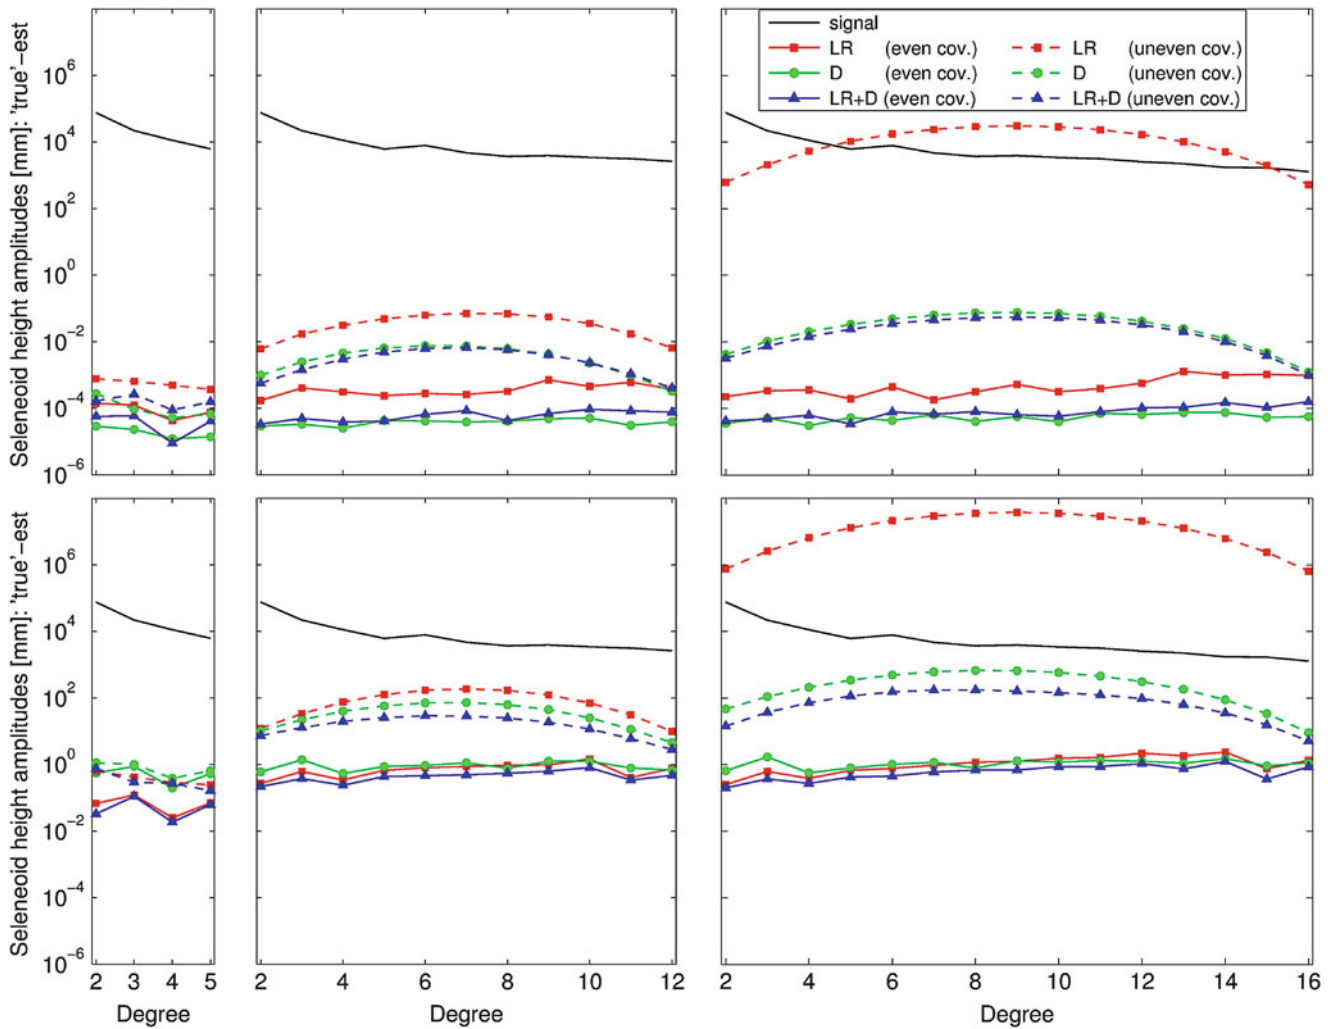 signal
LR (even cov.) LR (uneven cov.)
D (even cov.) D (uneven cov.)
LR+D (even cov.) LR+D (uneven cov.)
Seleneoid height amplitudes [mm]: 'true'−est
10^6
10^4
10^2
10^0
10^−2
10^−4
10^−6
Seleneoid height amplitudes [mm]: 'true'−est
10^6
10^4
10^2
10^0
10^−2
10^−4
10^−6
2 3 4 5
2 4 6 8 10 12
2 4 6 8 10 12 14 16
Degree
Degree
Degree